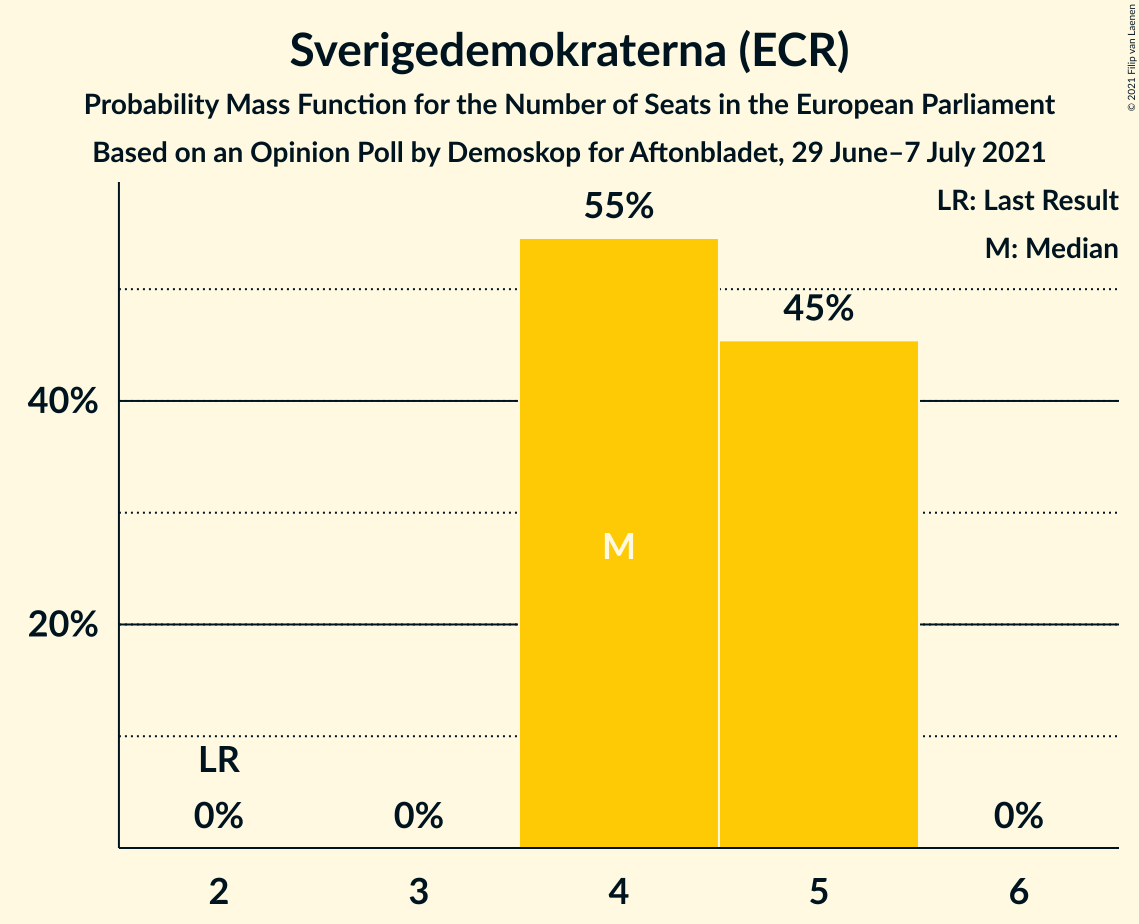 Sverigedemokraterna (ECR)
Probability Mass Function for the Number of Seats in the European Parliament
Based on an Opinion Poll by Demoskop for Aftonbladet, 29 June–7 July 2021
© 2021 Filip van Laenen
LR: Last Result
M: Median
55%
45%
40%
M
20%
LR
0%
0%
0%
2
3
4
5
6